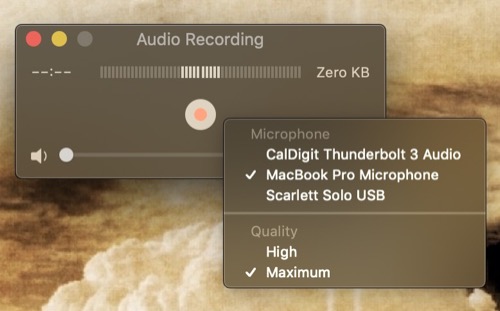 Audio Recording
--:--
Zero KB
Microphone
CalDigit Thunderbolt 3 Audio
MacBook Pro Microphone
Scarlett Solo USB
Quality
High
Maximum